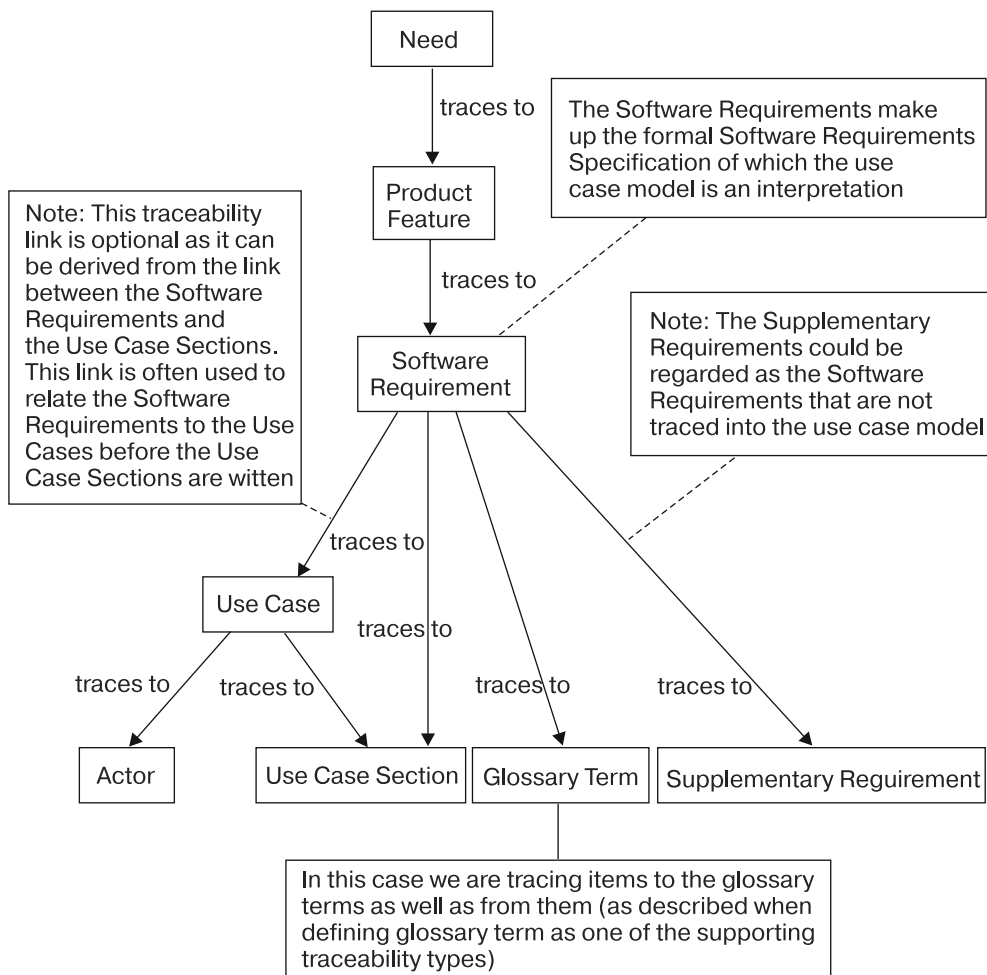 Need
traces to
The Software Requirements make
up the formal Software Requirements
Specification of which the use
case model is an interpretation
Product
Feature
Note: This traceability
link is optional as it can
be derived from the link
between the Software
Requirements and
the Use Case Sections.
This link is often used to
relate the Software
Requirements to the Use
Cases before the Use
Case Sections are witten
traces to
Note: The Supplementary
Requirements could be
regarded as the Software
Requirements that are not
traced into the use case model
Software
Requirement
traces to
Use Case
traces to
traces to
traces to
traces to
traces to
Actor
Use Case Section
Glossary Term
Supplementary Reguirement
In this case we are tracing items to the glossary
terms as well as from them (as described when
defining glossary term as one of the supporting
traceability types)